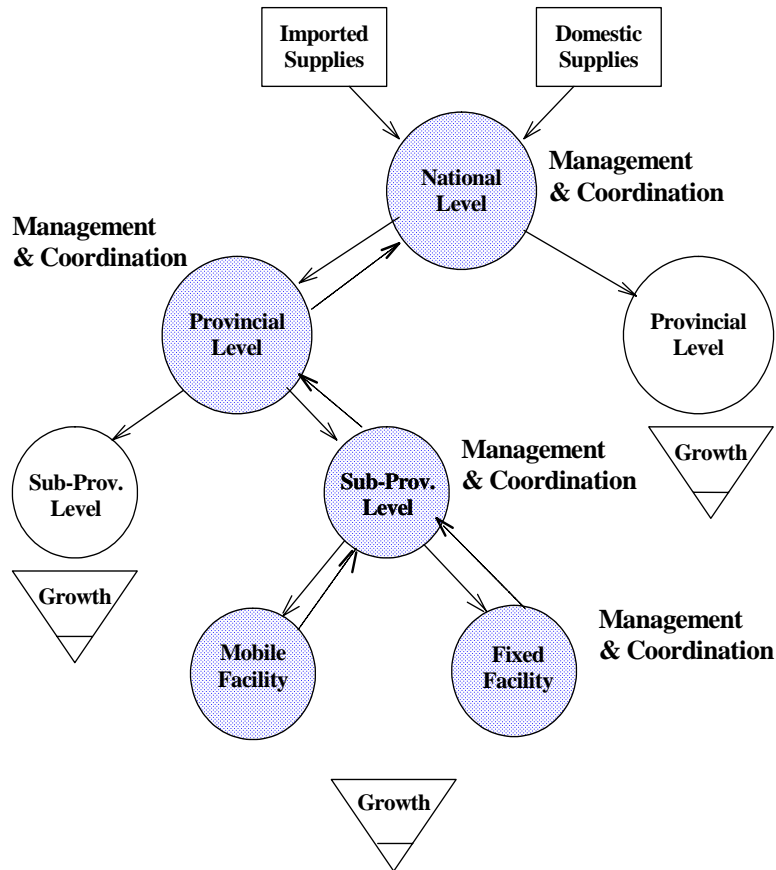 Imported
Supplies
Domestic
Supplies
National
Level
Management
& Coordination
Management
& Coordination
Provincial
Level
Provincial
Level
Growth
Sub-Prov.
Level
Sub-Prov.
Level
Management
& Coordination
Growth
Mobile
Facility
Fixed
Facility
Management
& Coordination
Growth